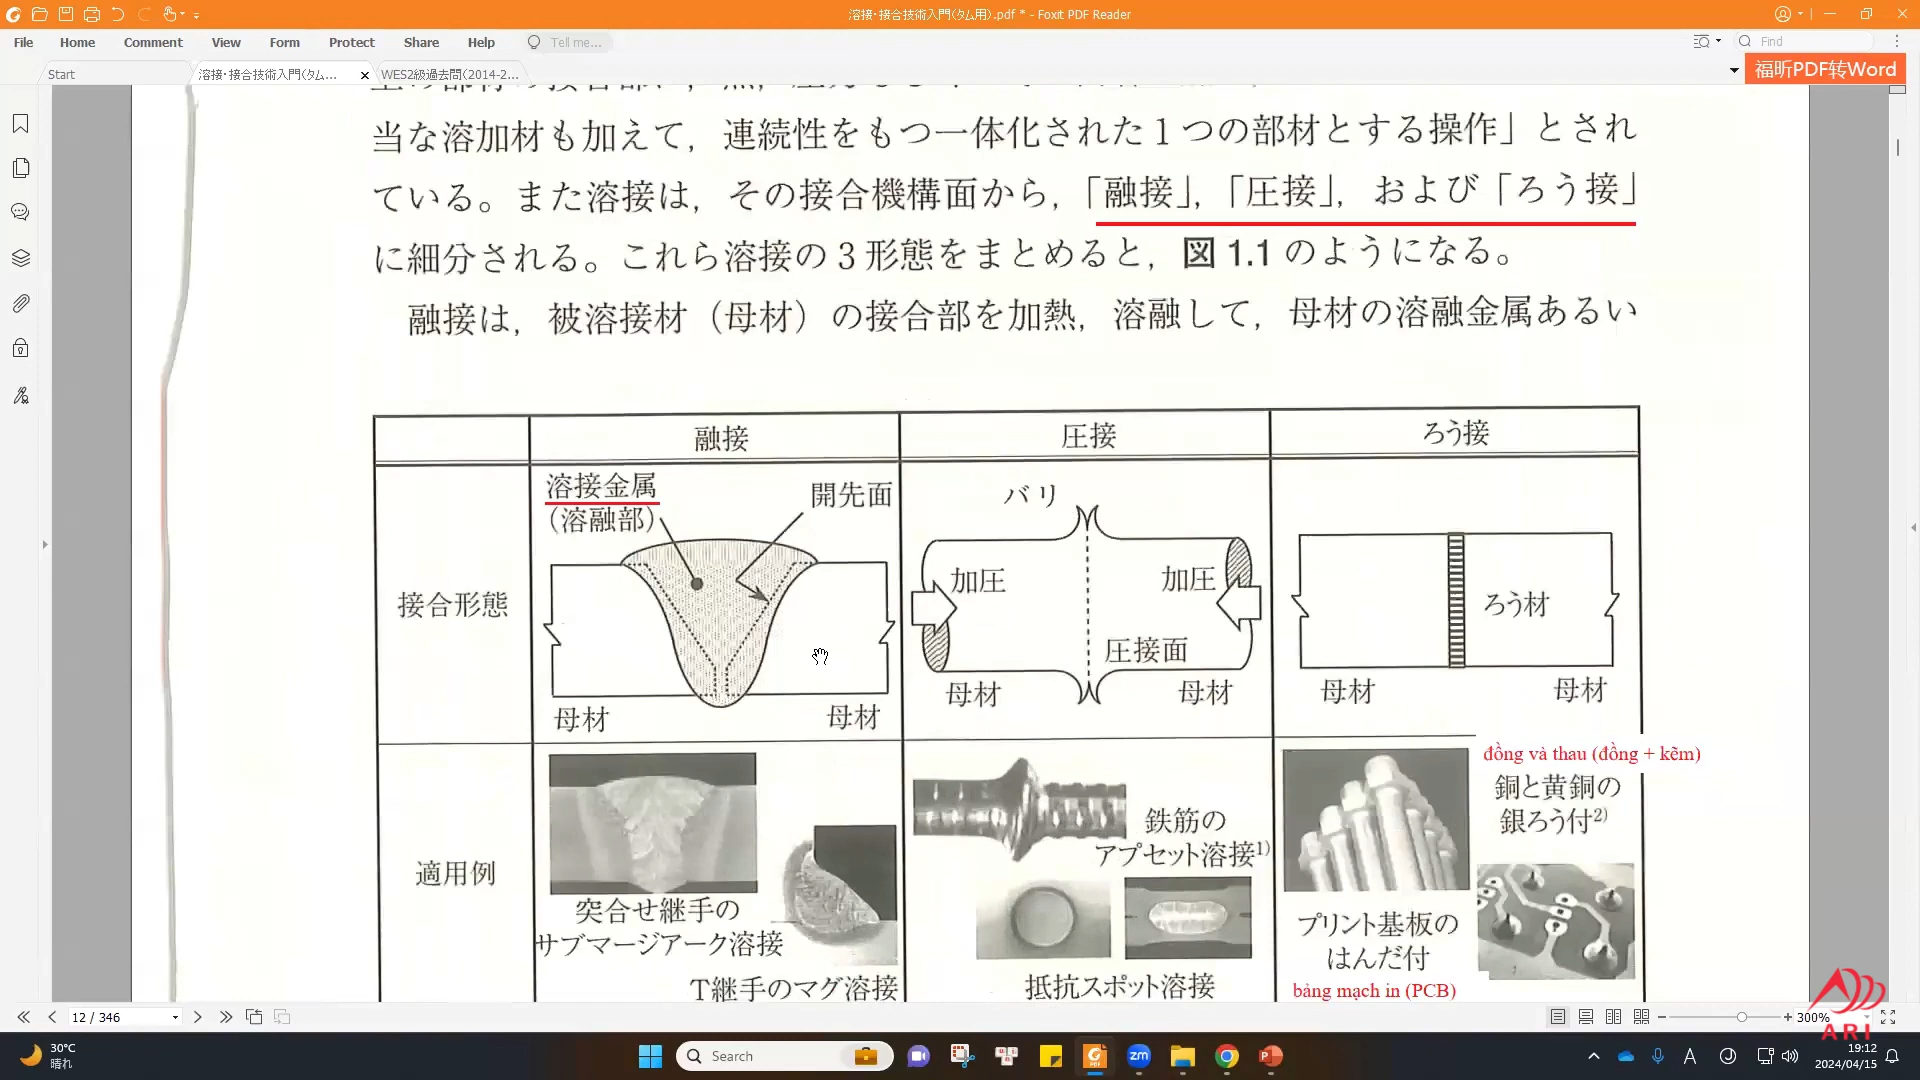 溶接・接合技術入門(タム用).pdf * - Foxit PDF Reader
File Home Comment View Form Protect Share Help Tell me... Find
Start 溶接・接合技術入門(タム... WES2級過去問(2014-2...
福昕PDF转Word
当な溶加材も加えて，連続性をもつ一体化された１つの部材とする操作」とされ
ている。また溶接は，その接合機構面から，「融接」，「圧接」，および「ろう接」
に細分される。これら溶接の３形態をまとめると，図 1.1 のようになる。
融接は，被溶接材（母材）の接合部を加熱，溶融して，母材の溶融金属あるい
融接 圧接 ろう接
接合形態
溶接金属
（溶融部）
開先面
母材 母材
バリ
加圧 加圧
圧接面
母材 母材
ろう材
母材 母材
適用例
突合せ継手の
サブマージアーク溶接
T継手のマグ溶接
鉄筋の
アプセット溶接1)
抵抗スポット溶接
đồng và thau (đồng + kẽm)
銅と黄銅の
銀ろう付2)
プリント基板の
はんだ付
bảng mạch in (PCB)
ARI
12 / 346
300%
30°C
晴れ
Search
zm
A
19:12
2024/04/15